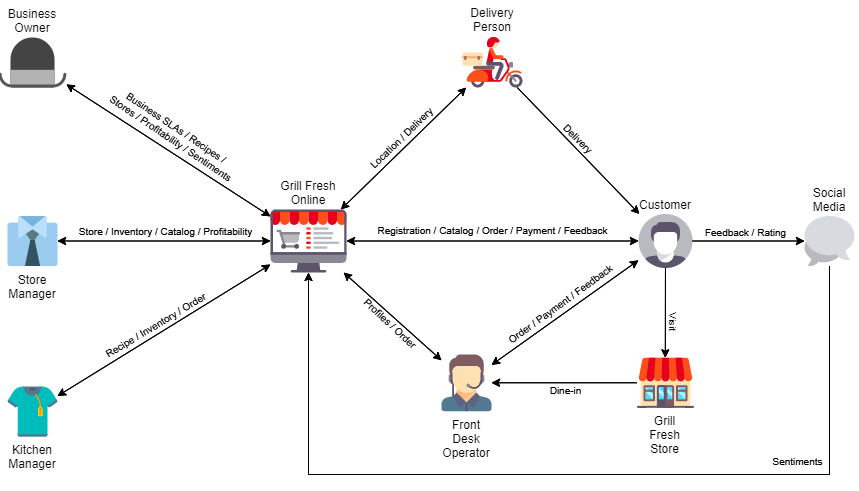 Business
Owner
Delivery
Person
Business SLAs / Recipes /
Stores / Profitability / Sentiments
Location / Delivery
Delivery
Grill Fresh
Online
Customer
Social
Media
Store / Inventory / Catalog / Profitability
Registration / Catalog / Order / Payment / Feedback
Feedback / Rating
Store
Manager
Recipe / Inventory / Order
Profiles / Order
Order / Payment / Feedback
Visit
Dine-in
Front
Desk
Operator
Grill
Fresh
Store
Kitchen
Manager
Sentiments